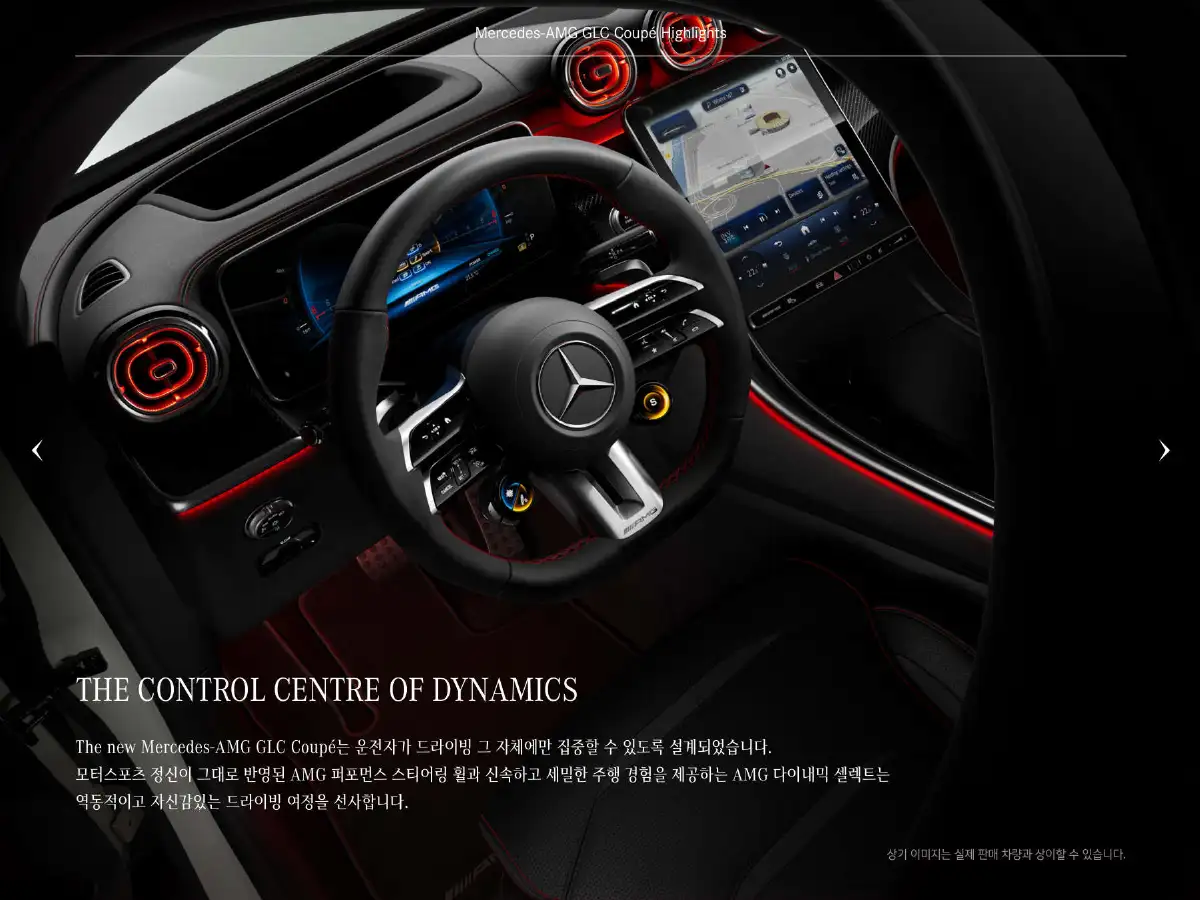 Mercedes-AMG GLC Coupé Highlights
AMG
S
AMG
THE CONTROL CENTRE OF DYNAMICS
The new Mercedes-AMG GLC Coupé는 운전자가 드라이빙 그 자체에만 집중할 수 있도록 설계되었습니다.
모터스포츠 정신이 그대로 반영된 AMG 퍼포먼스 스티어링 휠과 신속하고 세밀한 주행 경험을 제공하는 AMG 다이내믹 셀렉트는
역동적이고 자신감있는 드라이빙 여정을 선사합니다.
상기 이미지는 실제 판매 차량과 상이할 수 있습니다.